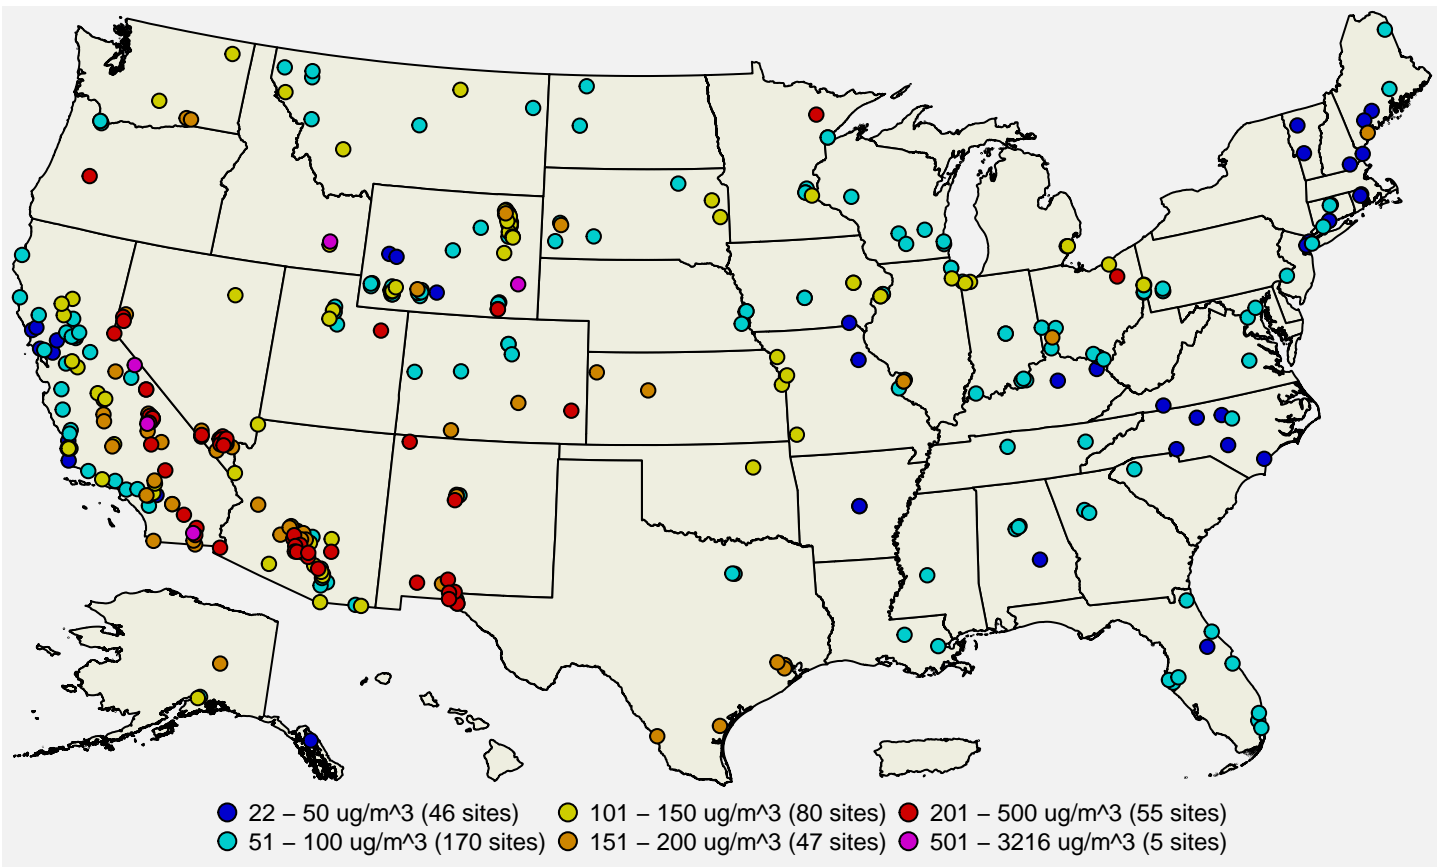 22 – 50 ug/m^3 (46 sites) 101 – 150 ug/m^3 (80 sites) 201 – 500 ug/m^3 (55 sites)
51 – 100 ug/m^3 (170 sites) 151 – 200 ug/m^3 (47 sites) 501 – 3216 ug/m^3 (5 sites)